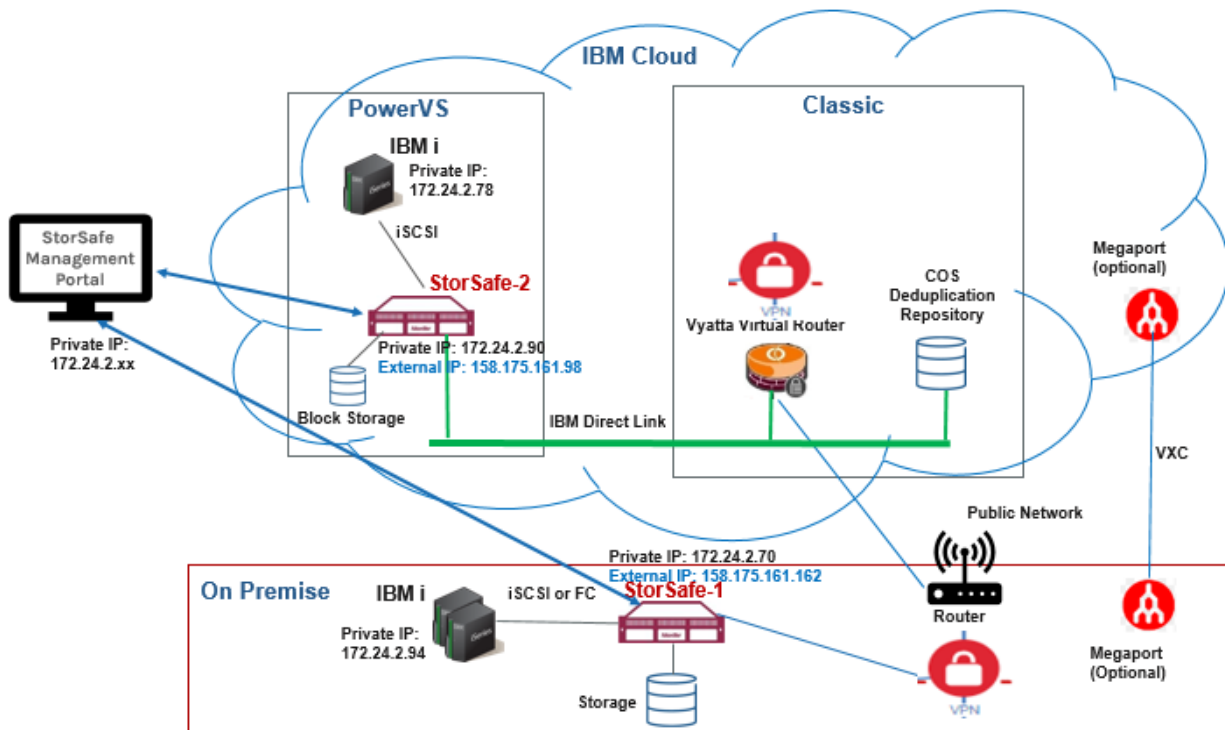 IBM Cloud
PowerVS
Classic
IBM i
Private IP:
172.24.2.78
iSCSI
StorSafe
Management
Portal
Private IP:
172.24.2.xx
StorSafe-2
Private IP: 172.24.2.90
External IP: 158.175.161.98
Block Storage
VPN
Vyatta Virtual Router
COS
Deduplication
Repository
Megaport
(optional)
IBM Direct Link
VXC
Public Network
Private IP: 172.24.2.70
External IP: 158.175.161.162
On Premise
IBM i
iSCSI or FC
StorSafe-1
Private IP:
172.24.2.94
Router
Megaport
(Optional)
Storage
VPN